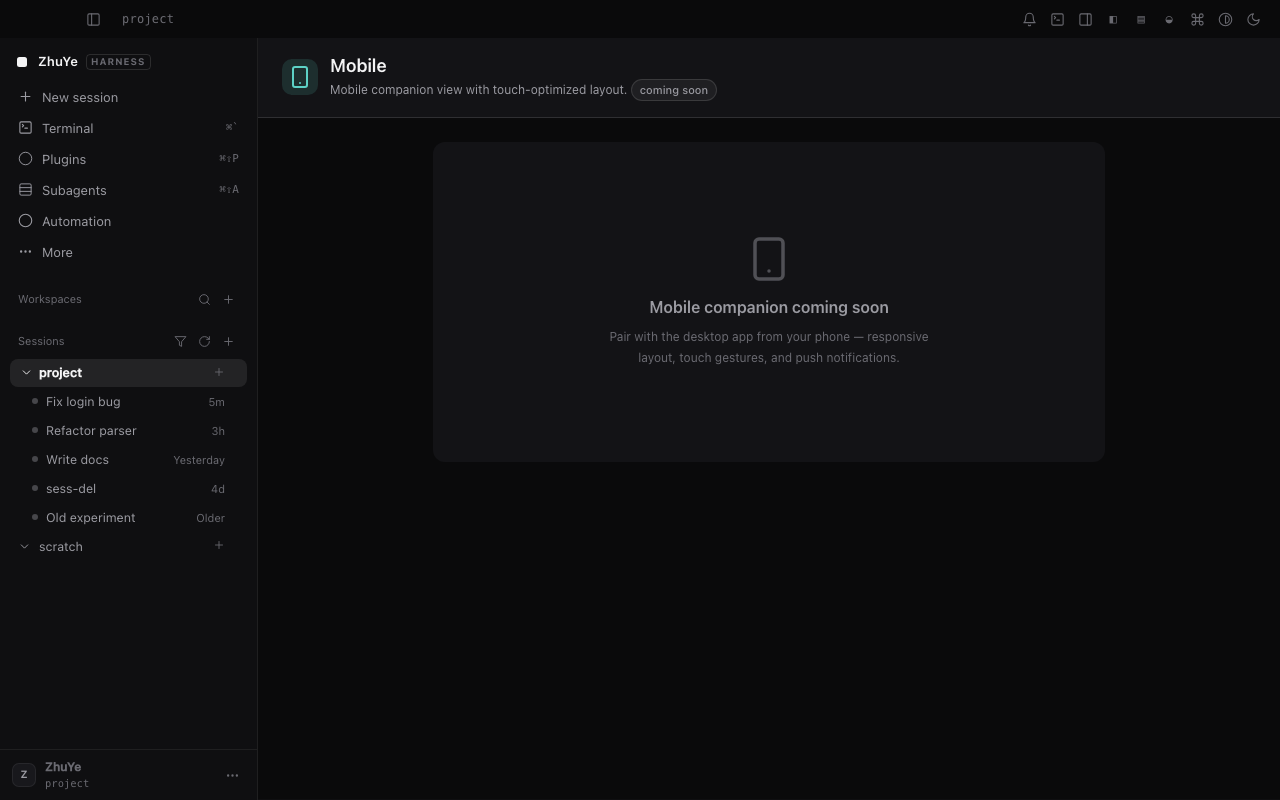 project
ZhuYe HARNESS
New session
Terminal ⌘`
Plugins ⌘⇧P
Subagents ⌘⇧A
Automation
More
Workspaces
Sessions
project
Fix login bug 5m
Refactor parser 3h
Write docs Yesterday
sess-del 4d
Old experiment Older
scratch
Z ZhuYe
project
Mobile
Mobile companion view with touch-optimized layout. coming soon
Mobile companion coming soon
Pair with the desktop app from your phone — responsive
layout, touch gestures, and push notifications.